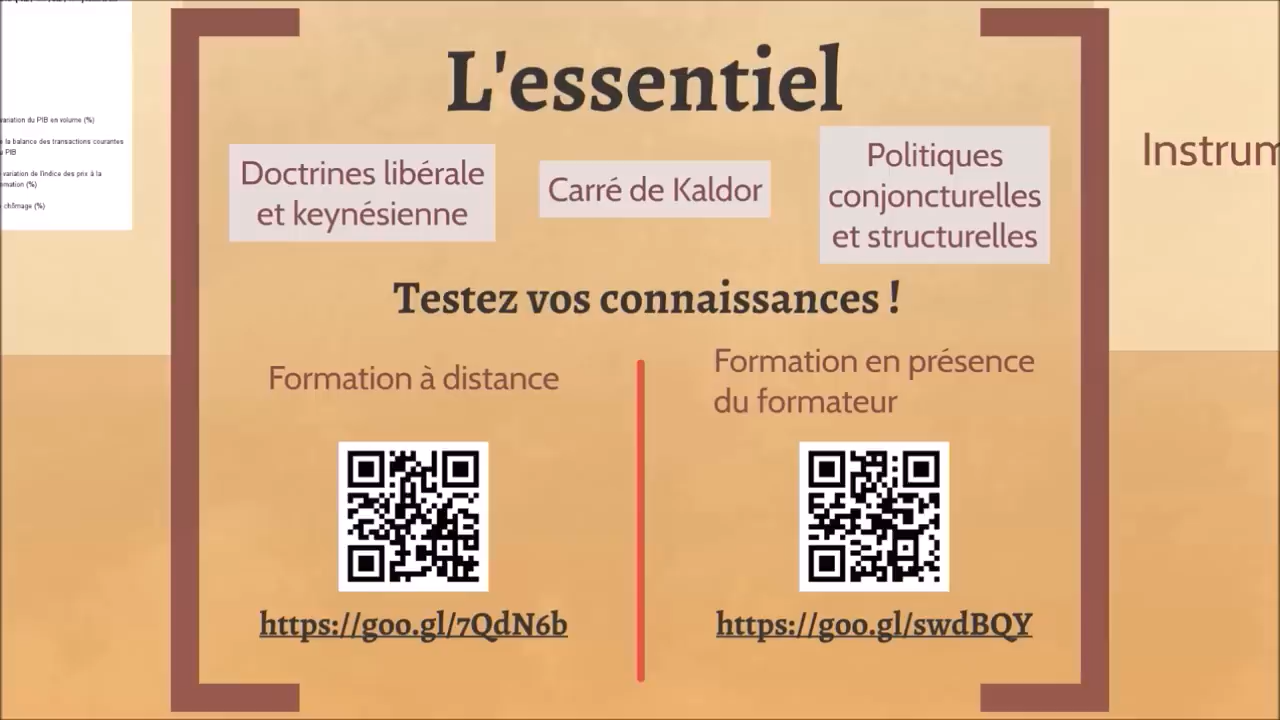 L'essentiel
Doctrines libérale
et keynésienne
Carré de Kaldor
Politiques
conjoncturelles
et structurelles
Testez vos connaissances !
Formation à distance
https://goo.gl/7QdN6b
Formation en présence
du formateur
https://goo.gl/swdBQY
variation du PIB en volume (%)
la balance des transactions courantes
PIB
variation de l'indice des prix à la
chômage (%)
Instrum